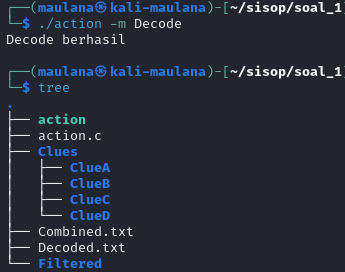 ┌──(maulana㉿kali-maulana)-[~/sisop/soal_1]
└─$ ./action -m Decode
Decode berhasil
┌──(maulana㉿kali-maulana)-[~/sisop/soal_1]
└─$ tree
.
├── action
├── action.c
├── Clues
│   ├── ClueA
│   ├── ClueB
│   ├── ClueC
│   └── ClueD
├── Combined.txt
├── Decoded.txt
└── Filtered